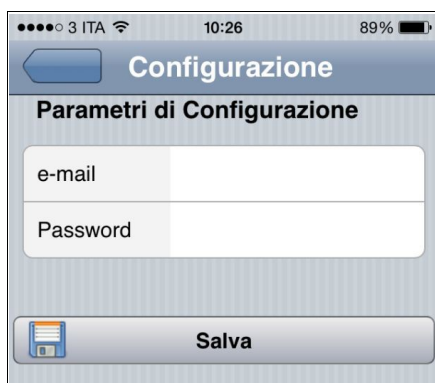 3 ITA 10:26 89%
Configurazione
Parametri di Configurazione
e-mail
Password
Salva